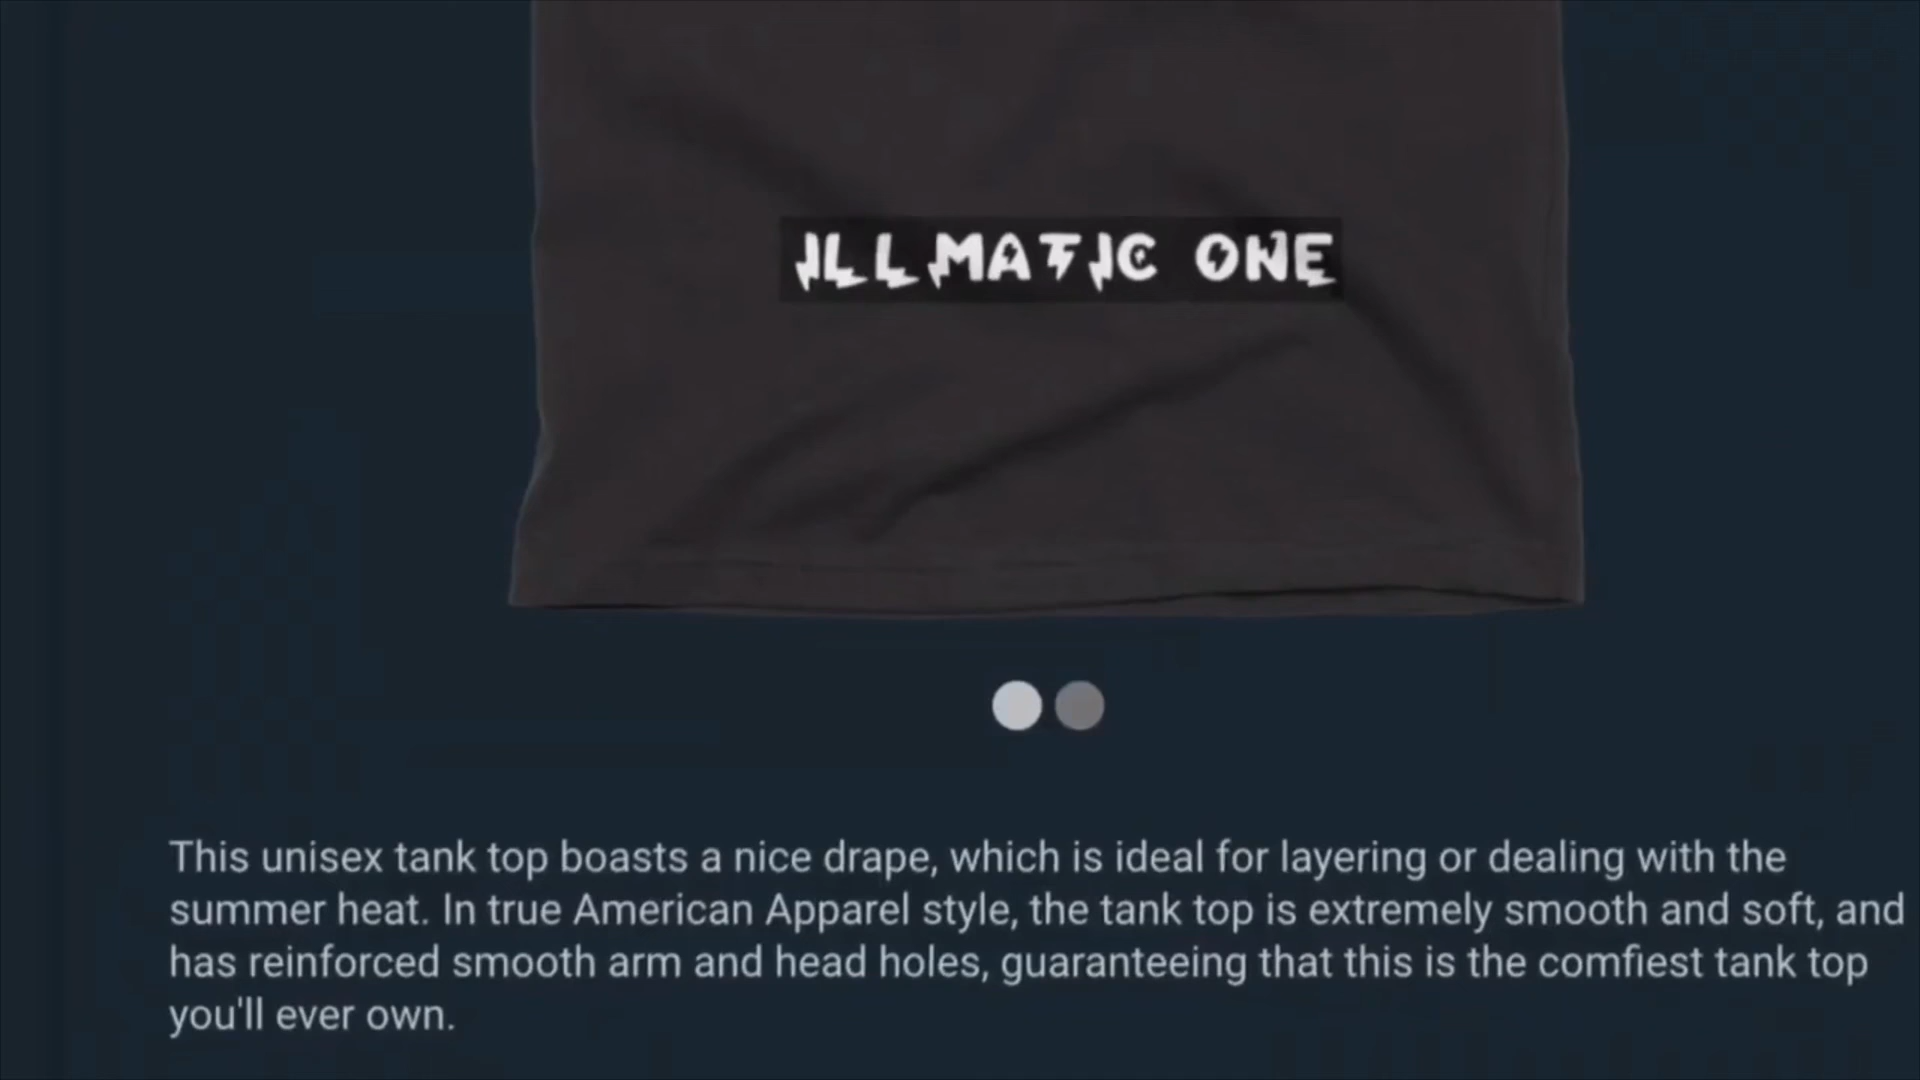 ILLMATIC ONE
This unisex tank top boasts a nice drape, which is ideal for layering or dealing with the
summer heat. In true American Apparel style, the tank top is extremely smooth and soft, and
has reinforced smooth arm and head holes, guaranteeing that this is the comfiest tank top
you'll ever own.